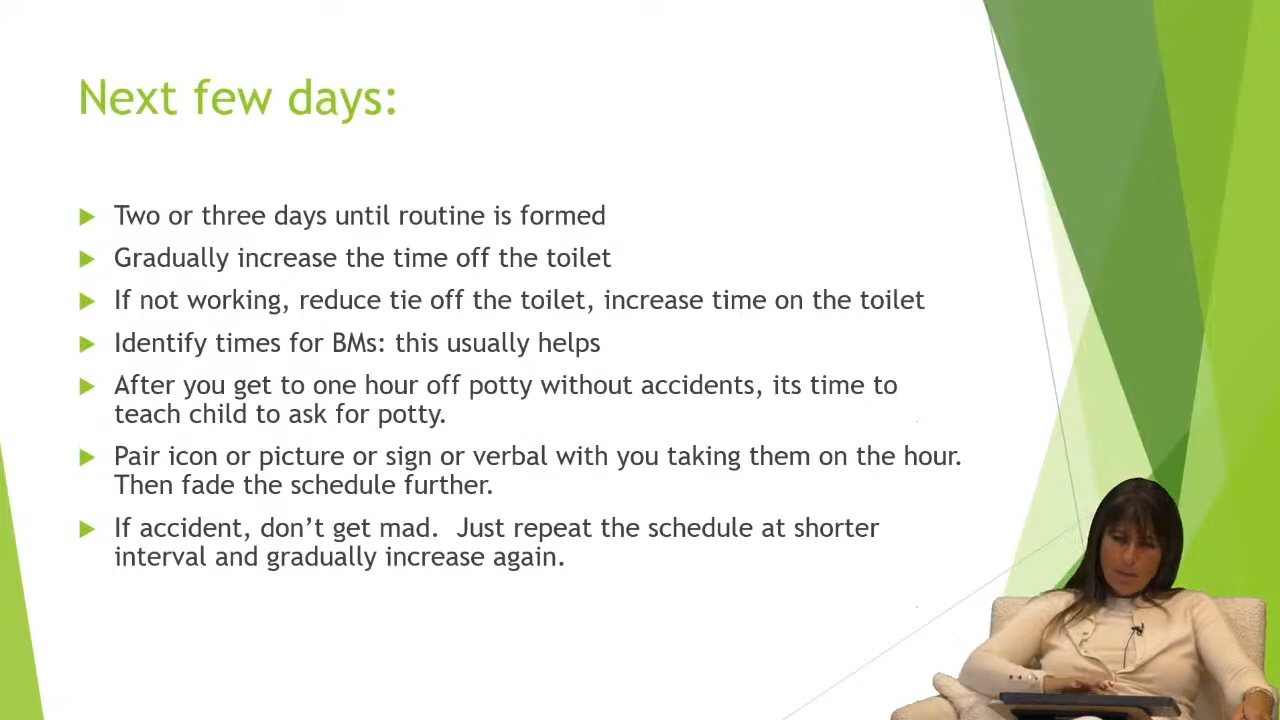 Next few days:
Two or three days until routine is formed
Gradually increase the time off the toilet
If not working, reduce tie off the toilet, increase time on the toilet
Identify times for BMs: this usually helps
After you get to one hour off potty without accidents, its time to
teach child to ask for potty.
Pair icon or picture or sign or verbal with you taking them on the hour.
Then fade the schedule further.
If accident, don’t get mad.  Just repeat the schedule at shorter
interval and gradually increase again.